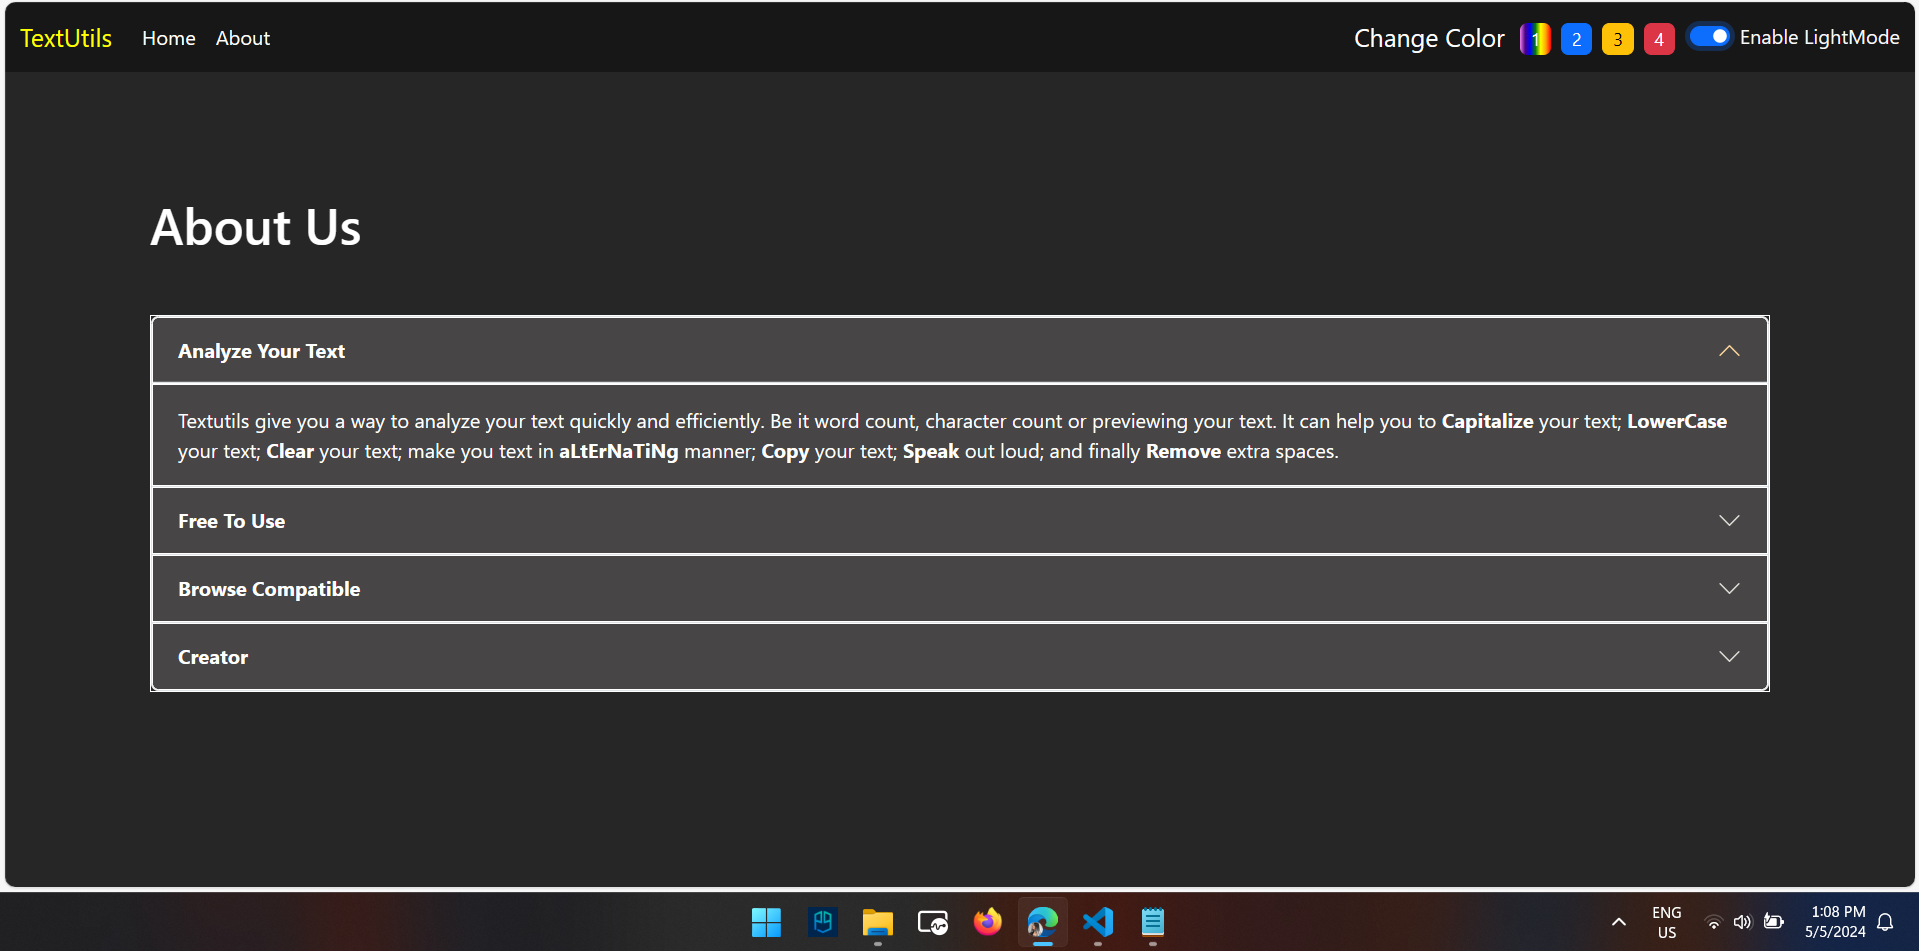 TextUtils Home About Change Color 1 2 3 4 Enable LightMode
About Us
Analyze Your Text
Textutils give you a way to analyze your text quickly and efficiently. Be it word count, character count or previewing your text. It can help you to Capitalize your text; LowerCase
your text; Clear your text; make you text in aLtErNaTiNg manner; Copy your text; Speak out loud; and finally Remove extra spaces.
Free To Use
Browse Compatible
Creator
ENG 1:08 PM
US 5/5/2024